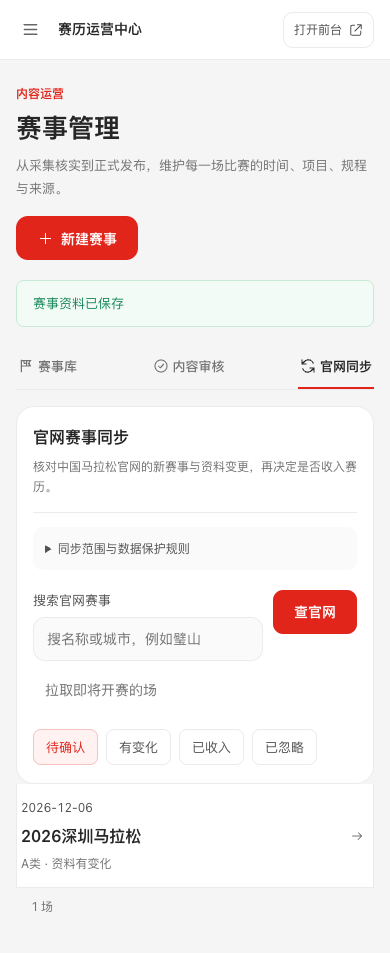 赛历运营中心
打开前台
内容运营
赛事管理
从采集核实到正式发布，维护每一场比赛的时间、项目、规程
与来源。
新建赛事
赛事资料已保存
赛事库
内容审核
官网同步
官网赛事同步
核对中国马拉松官网的新赛事与资料变更，再决定是否收入赛
历。
同步范围与数据保护规则
搜索官网赛事
查官网
搜名称或城市，例如璧山
拉取即将开赛的场
待确认
有变化
已收入
已忽略
2026-12-06
2026深圳马拉松
A类 · 资料有变化
1 场